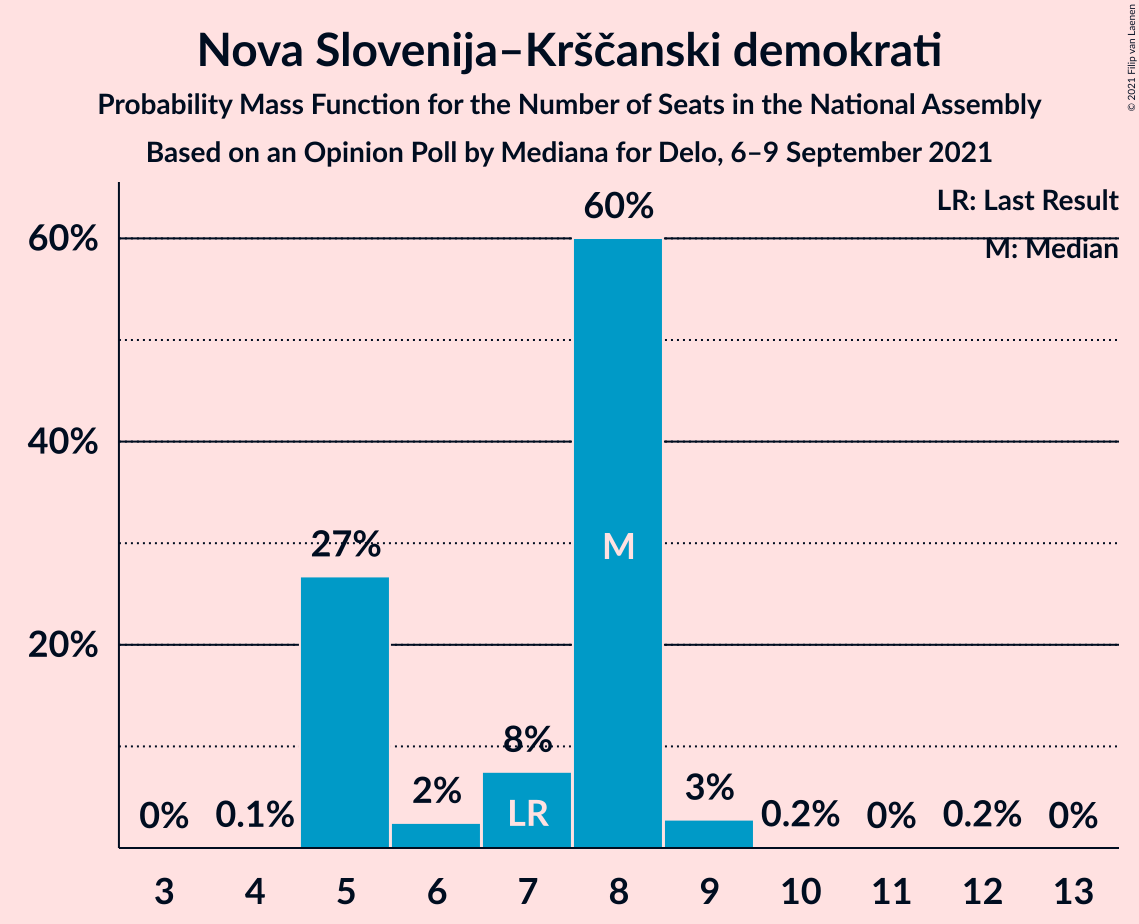 Nova Slovenija–Krščanski demokrati
Probability Mass Function for the Number of Seats in the National Assembly
Based on an Opinion Poll by Mediana for Delo, 6–9 September 2021
© 2021 Filip van Laenen
LR: Last Result
M: Median
60%
40%
20%
0%
0.1%
27%
2%
8%
60%
3%
0.2%
0%
0.2%
0%
LR
M
3 4 5 6 7 8 9 10 11 12 13